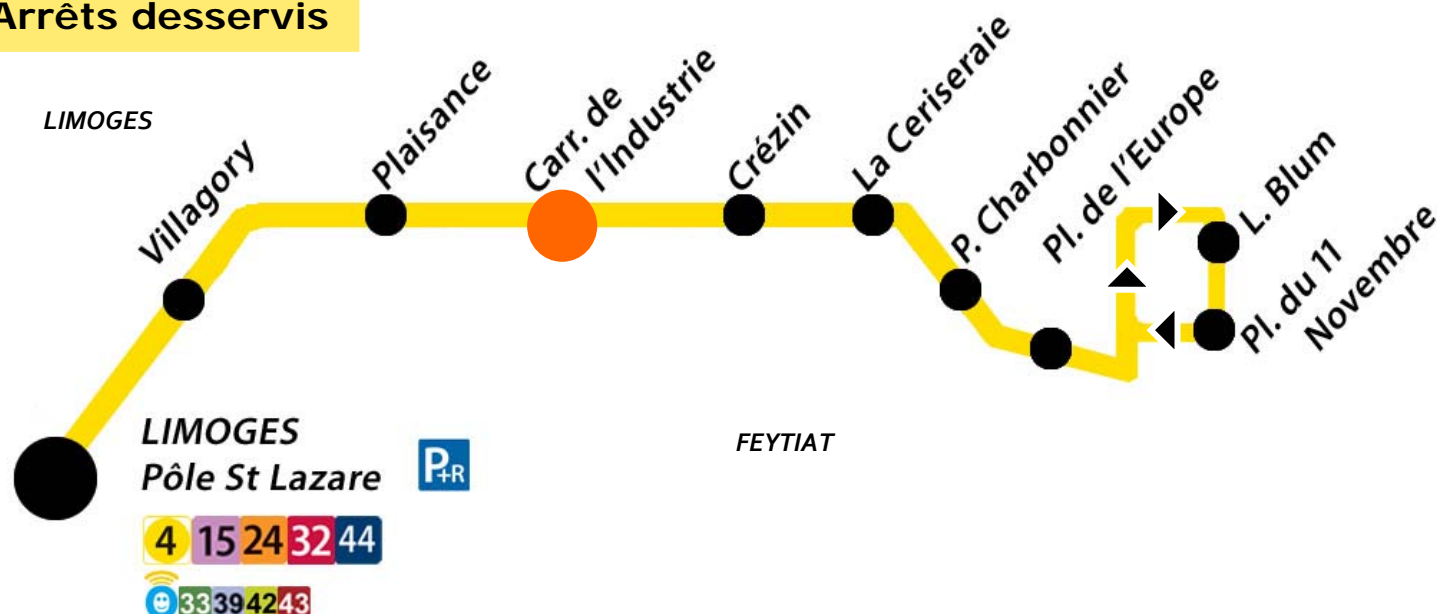 Arrêts desservis
LIMOGES
Villagory
Plaisance
Carr. de
l'Industrie
Crézin
La Ceriseraie
P. Charbonnier
Pl. de l'Europe
L. Blum
Pl. du 11
Novembre
LIMOGES
Pôle St Lazare
P+R
FEYTIAT
4 15 24 32 44
33 39 42 43